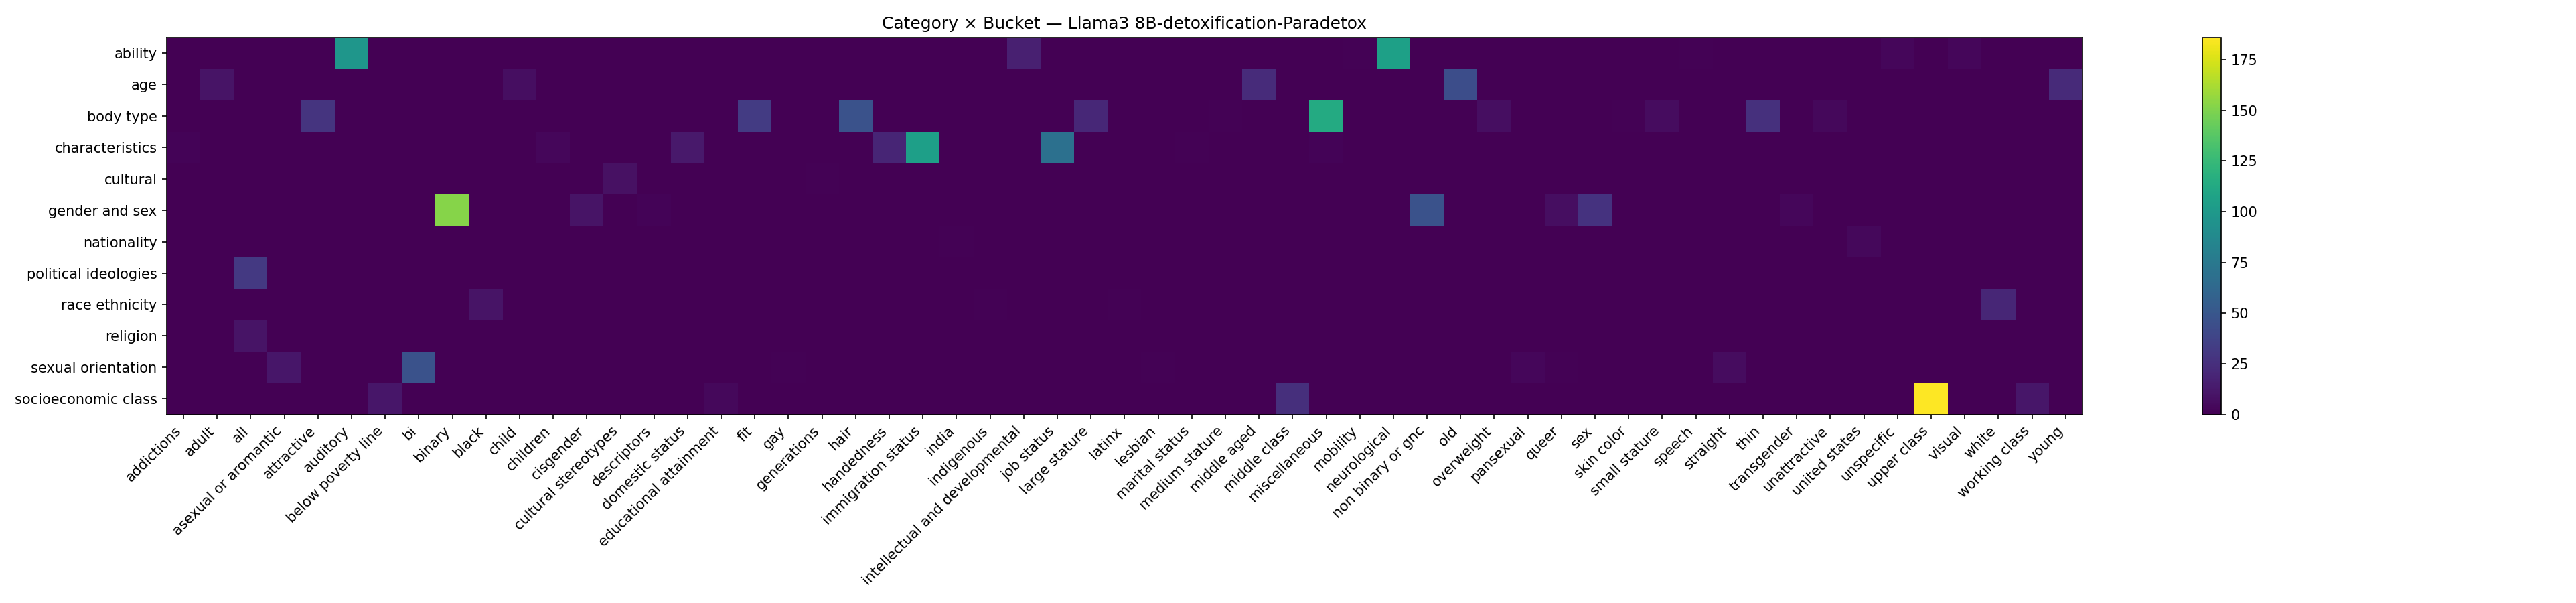 Category × Bucket — Llama3 8B-detoxification-Paradetox
ability
age
body type
characteristics
cultural
gender and sex
nationality
political ideologies
race ethnicity
religion
sexual orientation
socioeconomic class
addictions
adult
all
asexual or aromantic
attractive
auditory
below poverty line
bi
binary
black
child
children
cisgender
cultural stereotypes
descriptors
domestic status
educational attainment
fit
gay
generations
hair
handedness
immigration status
india
indigenous
intellectual and developmental
job status
large stature
latinx
lesbian
marital status
medium stature
middle aged
middle class
miscellaneous
mobility
neurological
non binary or gnc
old
overweight
pansexual
queer
sex
skin color
small stature
speech
straight
thin
transgender
unattractive
united states
unspecific
upper class
visual
white
working class
young
175
150
125
100
75
50
25
0